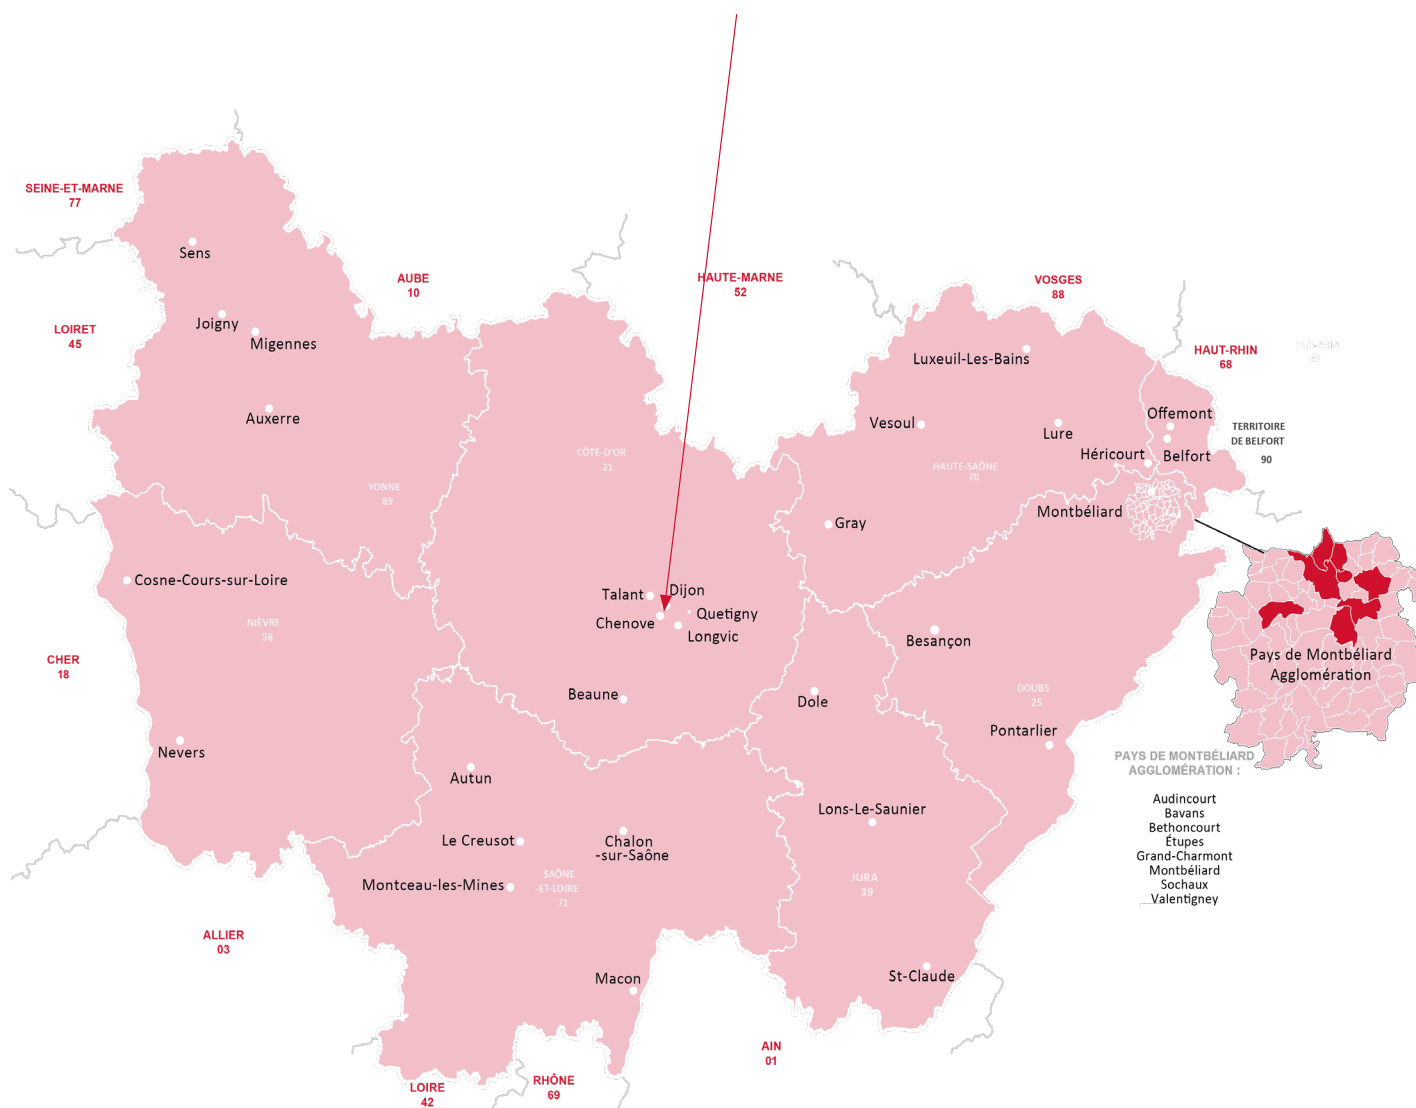 SEINE-ET-MARNE
77
Sens
AUBE
10
HAUTE-MARNE
52
VOSGES
88
LOIRET
45
Joigny
Migennes
HAUT-RHIN
68
Luxeuil-Les-Bains
Auxerre
Vesoul
Lure
Offemont
Belfort
Héricourt
TERRITOIRE
DE BELFORT
90
CÔTE-D'OR
21
HAUTE-SAÔNE
70
YONNE
89
Montbéliard
Gray
Cosne-Cours-sur-Loire
Talant
Dijon
Chenove
Quetigny
Longvic
NIÈVRE
58
Besançon
CHER
18
Pays de Montbéliard
Agglomération
Beaune
Dole
DOUBS
25
Pontarlier
Nevers
PAYS DE MONTBÉLIARD
AGGLOMÉRATION :
Audincourt
Bavans
Bethoncourt
Étupes
Grand-Charmont
Montbéliard
Sochaux
Valentigney
Autun
Lons-Le-Saunier
Le Creusot
Chalon
-sur-Saône
Montceau-les-Mines
SAÔNE
-ET-LOIRE
71
JURA
39
ALLIER
03
Macon
St-Claude
AIN
01
LOIRE
42
RHÔNE
69